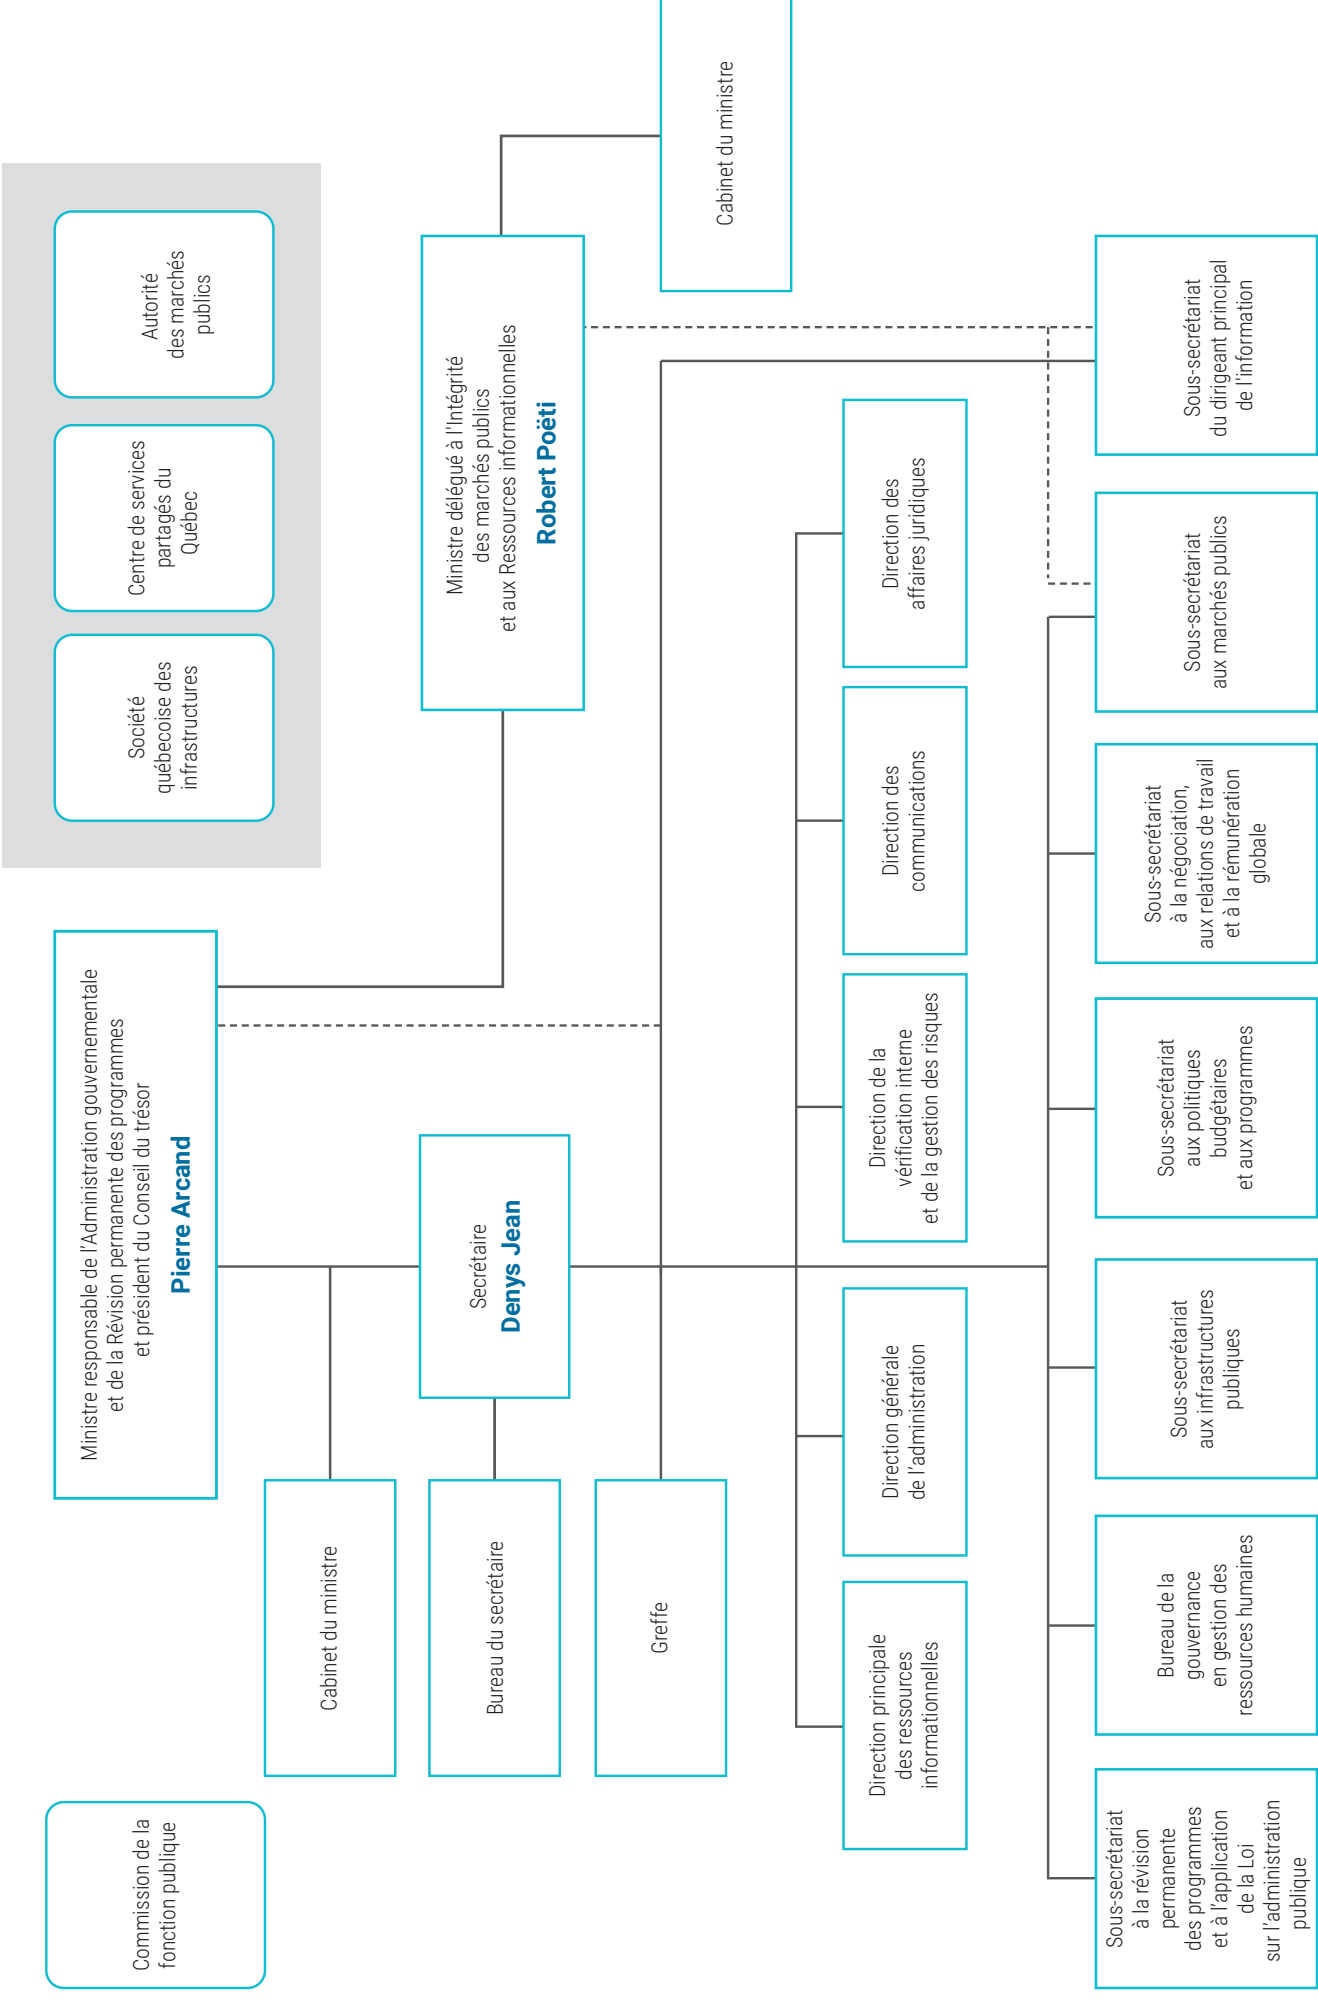 Commission de la
fonction publique
Ministre responsable de l'Administration gouvernementale
et de la Révision permanente des programmes
et président du Conseil du trésor
Pierre Arcand
Société
québecoise des
infrastructures
Centre de services
partagés du
Québec
Autorité
des marchés
publics
Cabinet du ministre
Secrétaire
Denys Jean
Ministre délégué à l'Intégrité
des marchés publics
et aux Ressources informationnelles
Robert Poëti
Bureau du secrétaire
Greffe
Cabinet du ministre
Direction principale
des ressources
informationnelles
Direction générale
de l'administration
Direction de la
vérification interne
et de la gestion des risques
Direction des
communications
Direction des
affaires juridiques
Sous-secrétariat
à la révision
permanente
des programmes
et à l'application
de la Loi
sur l'administration
publique
Bureau de la
gouvernance
en gestion des
ressources humaines
Sous-secrétariat
aux infrastructures
publiques
Sous-secrétariat
aux politiques
budgétaires
et aux programmes
Sous-secrétariat
à la négociation,
aux relations de travail
et à la rémunération
globale
Sous-secrétariat
aux marchés publics
Sous-secrétariat
du dirigeant principal
de l'information